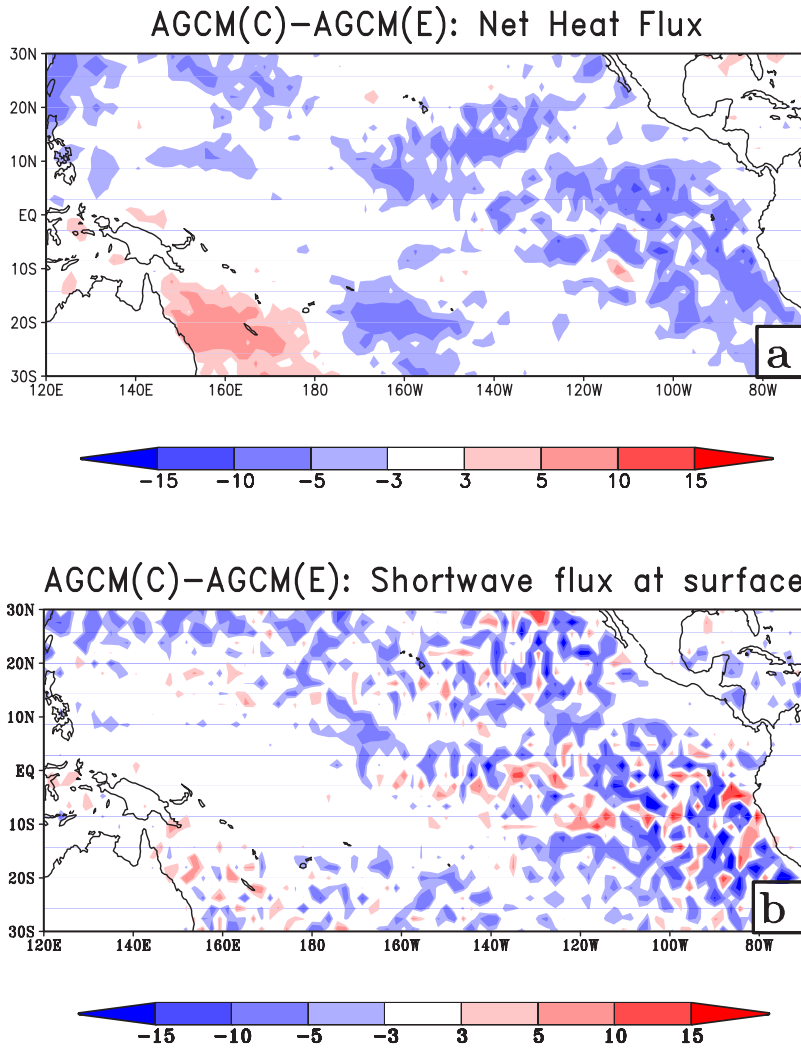 AGCM(C)−AGCM(E): Net Heat Flux
30N
20N
10N
EQ
10S
20S
30S
120E 140E 160E 180 160W 140W 120W 100W 80W
a
−15 −10 −5 −3 3 5 10 15
AGCM(C)−AGCM(E): Shortwave flux at surface
30N
20N
10N
EQ
10S
20S
30S
120E 140E 160E 180 160W 140W 120W 100W 80W
b
−15 −10 −5 −3 3 5 10 15